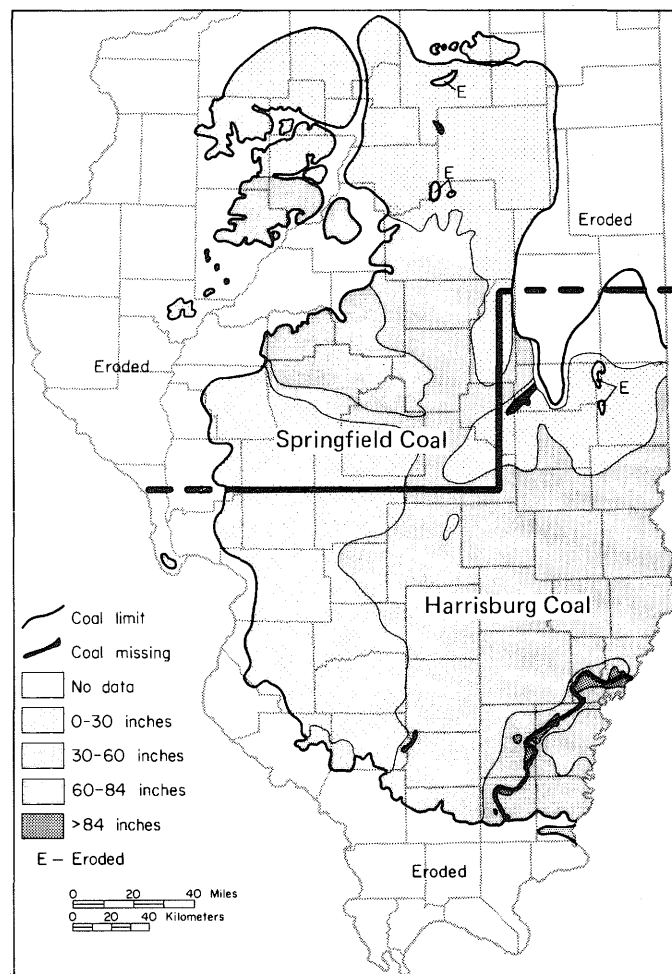 E
E
Eroded
Eroded
E
Springfield Coal
Harrisburg Coal
Coal limit
Coal missing
No data
0-30 inches
30-60 inches
60-84 inches
>84 inches
E – Eroded
Eroded
0 20 40 Miles
0 20 40 Kilometers